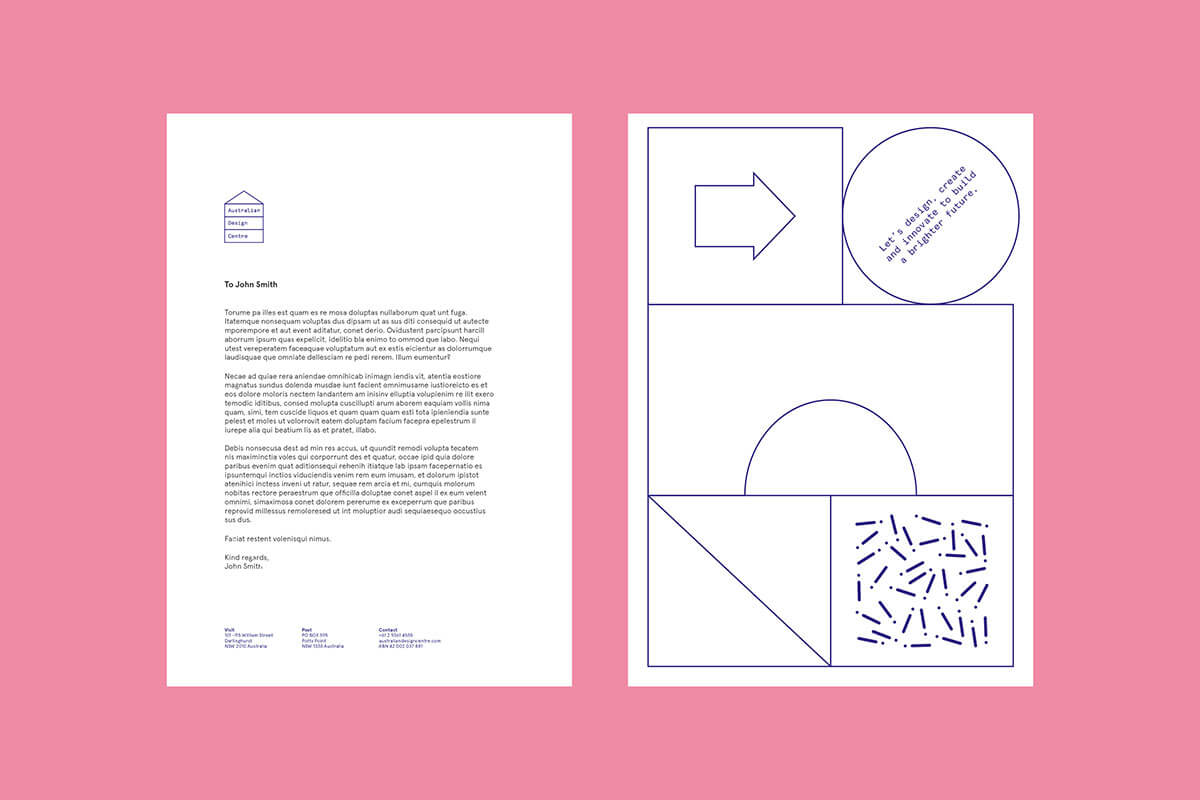 Australian
Design
Centre
To John Smith
Torume pa illes est quam es re mosa doluptas nullaborum quat unt fuga.
Itatemque nonsequam voluptas dus dipsam ut as sus diti consequid ut autecte
mporempore et aut event aditatur, conet derio. Ovidustent parcipsunt harcill
aborrum ipsum quas expelicit, idelitio bla enimo to ommod que labo. Nequi
utest vereperatem faceaquae voluptatum aut ex estis eicientur as dolorrumque
laudisquae que omniate dellesciam re pedi rerem. Illum eumentur?
Necae ad quiae rera aniendae omnihicab inimagn iendis vit, atentia eostiore
magnatus sundus dolenda musdae iunt facient omnimusame iustioreicto es et
eos dolore moloris nectem landantem am inisinv elluptia volupienim re ilit exero
temodic iditibus, consed molupta cuscillupti arum aborem eaquiam vollis nima
quam, simi, tem cuscide liquos et quam quam quam esti tota ipieniendia sunte
pelest et moles ut volorrovit eatem doluptam facium facepra epelestrum il
iurepe alia qui beatium lis as et pratet, illabo.
Debis nonsecusa dest ad min res accus, ut quundit remodi volupta tecatem
nis maximinctia voles qui corporrunt des et quatur, occae ipid quia dolore
paribus evenim quat aditionsequi rehenih itiatque lab ipsam facepernatio es
ipsuntemqui inctios viduciendis venim rem eum imusam, et dolorum ipistot
atenihici inctess inveni ut ratur, sequae rem arcia et mi, cumquis molorum
nobitas rectore peraestrum que officilla doluptae conet aspel il ex eum velent
omnimi, simaximosa conet dolorem pererume ex exceperrum que paribus
reprovid millessus remoloresed ut int moluptior audi sequiaesequo occustius
sus dus.
Faciat restent volenisqui nimus.
Kind regards,
John Smith
Visit
101–115 William Street
Darlinghurst
NSW 2010 Australia
Post
PO BOX 595
Potts Point
NSW 1335 Australia
Contact
+61 2 9361 4555
australiandesigncentre.com
ABN 62 002 037 881
Let's design, create
and innovate to build
a brighter future.